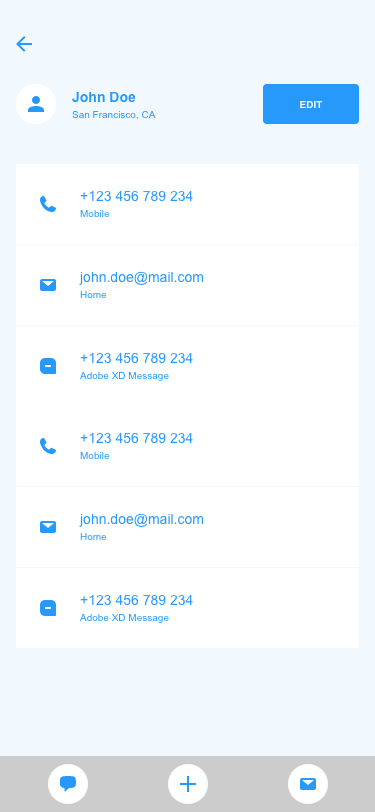 John Doe
San Francisco, CA
EDIT
+123 456 789 234
Mobile
john.doe@mail.com
Home
+123 456 789 234
Adobe XD Message
+123 456 789 234
Mobile
john.doe@mail.com
Home
+123 456 789 234
Adobe XD Message